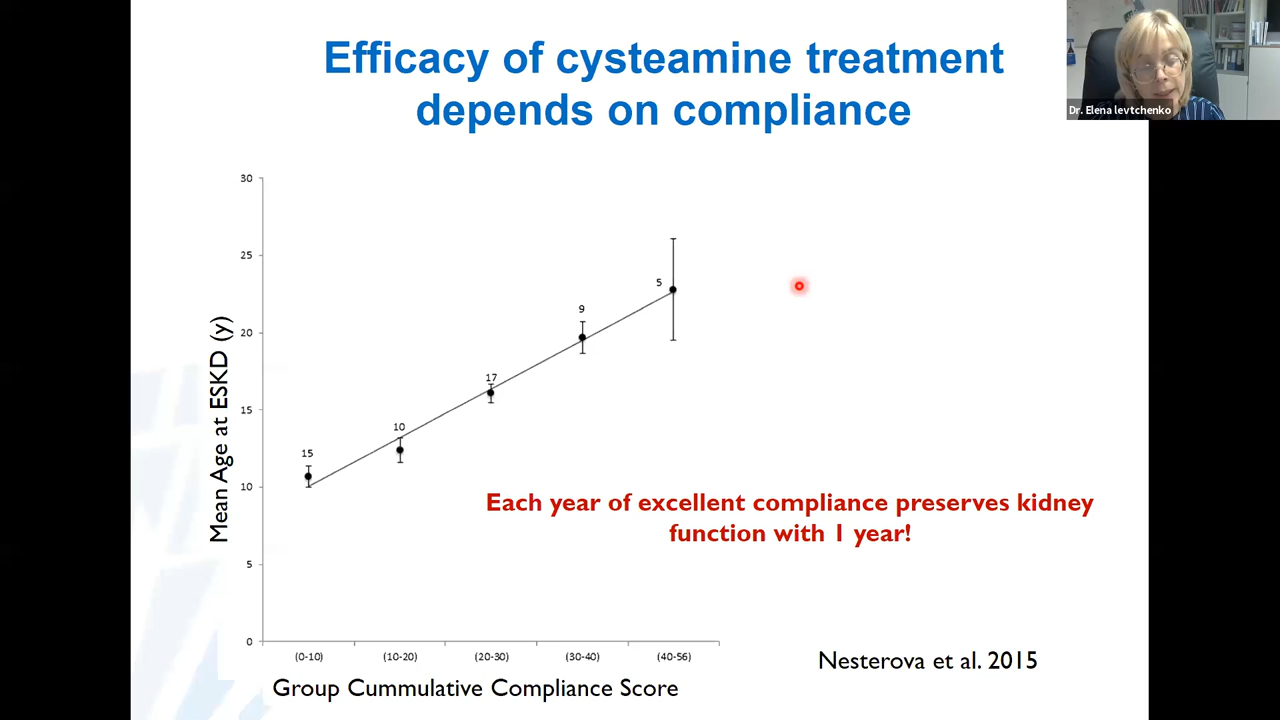 Efficacy of cysteamine treatment
depends on compliance
Dr. Elena levtchenko
30
25
20
15
10
5
0
Mean Age at ESKD (y)
15
10
17
9
5
(0-10)
(10-20)
(20-30)
(30-40)
(40-56)
Group Cummulative Compliance Score
Each year of excellent compliance preserves kidney
function with 1 year!
Nesterova et al. 2015